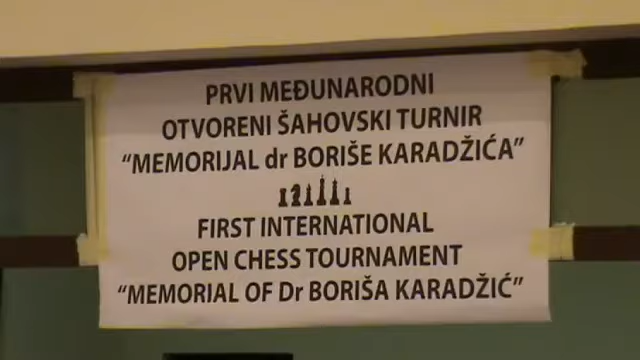 PRVI MEĐUNARODNI
OTVORENI ŠAHOVSKI TURNIR
“MEMORIJAL dr BORIŠE KARADŽIĆA”
FIRST INTERNATIONAL
OPEN CHESS TOURNAMENT
“MEMORIAL OF Dr BORIŠA KARADŽIĆ”